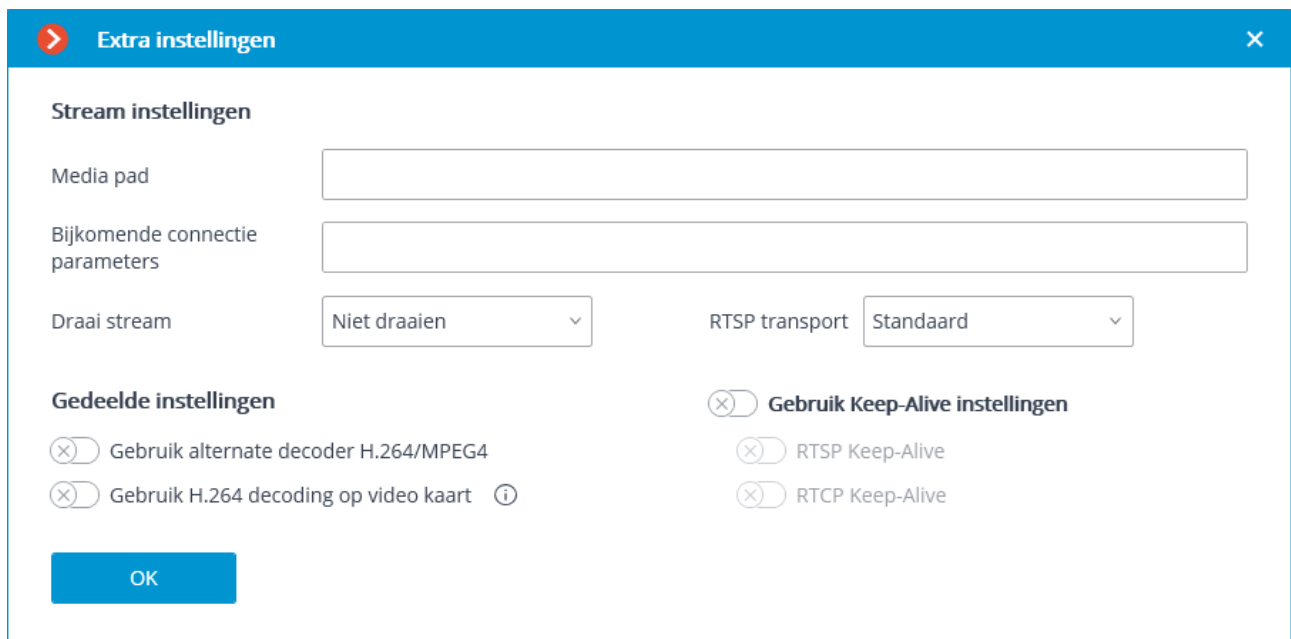 Extra instellingen
Stream instellingen
Media pad
Bijkomende connectie
parameters
Draai stream
Niet draaien
RTSP transport
Standaard
Gedeelde instellingen
Gebruik Keep-Alive instellingen
Gebruik alternate decoder H.264/MPEG4
RTSP Keep-Alive
Gebruik H.264 decoding op video kaart
RTCP Keep-Alive
OK